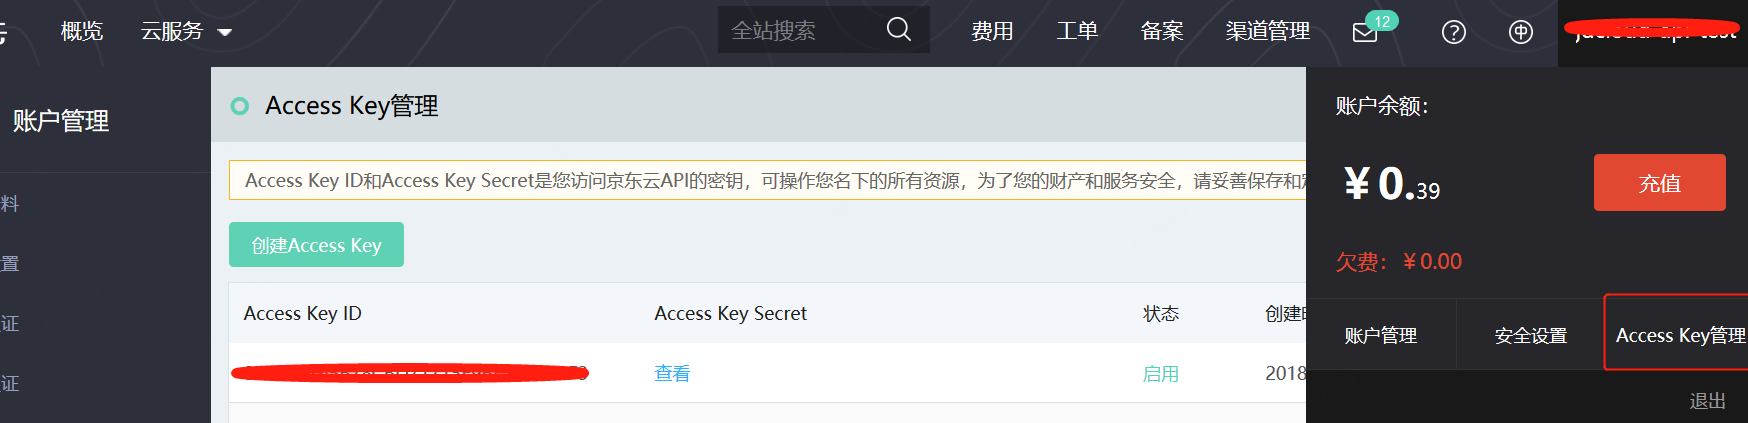 概览 云服务 全站搜索 费用 工单 备案 渠道管理 12
账户管理
Access Key管理
账户余额：
Access Key ID和Access Key Secret是您访问京东云API的密钥，可操作您名下的所有资源，为了您的财产和服务安全，请妥善保存和
¥0.39 充值
料
创建Access Key
置
欠费：¥0.00
Access Key ID Access Key Secret 状态 创建
证
账户管理 安全设置 Access Key管理
查看 启用 2018
证
退出